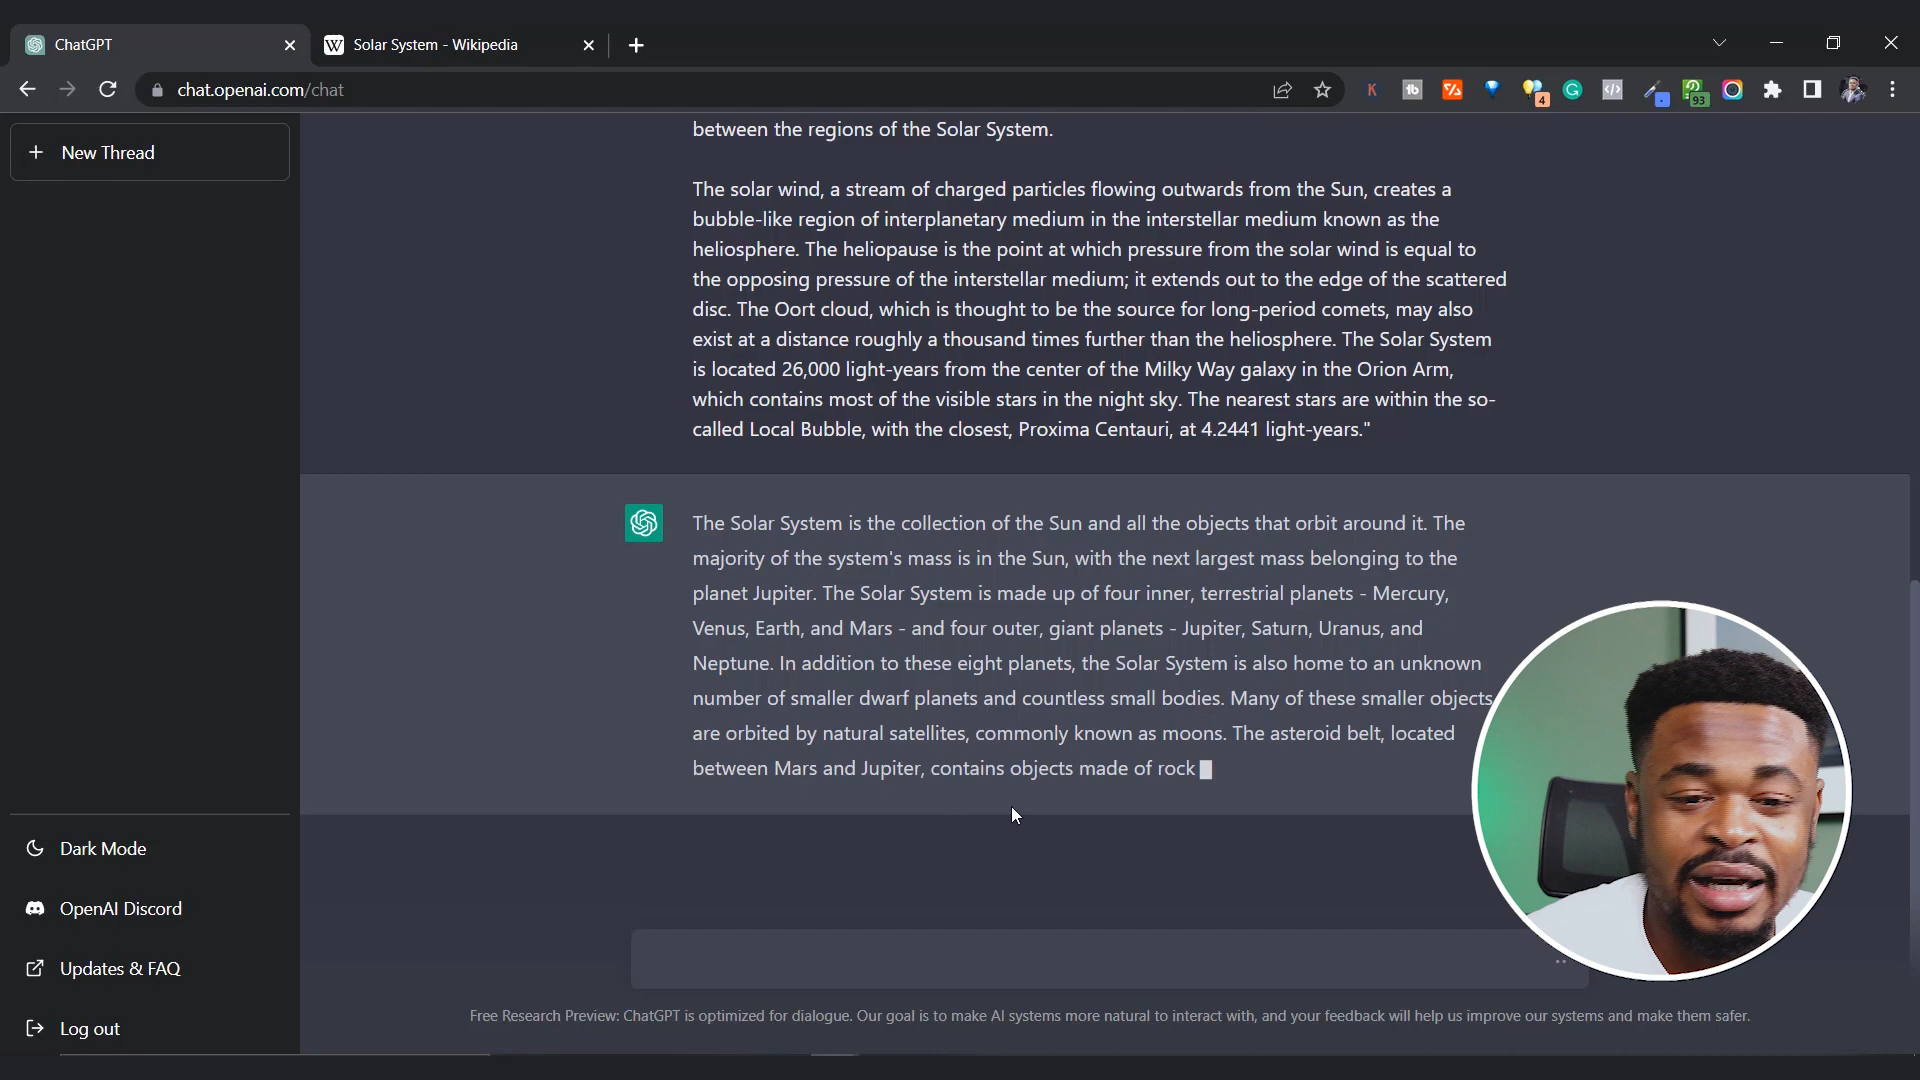 ChatGPT
Solar System - Wikipedia
chat.openai.com/chat
4
93
New Thread
between the regions of the Solar System.
The solar wind, a stream of charged particles flowing outwards from the Sun, creates a
bubble-like region of interplanetary medium in the interstellar medium known as the
heliosphere. The heliopause is the point at which pressure from the solar wind is equal to
the opposing pressure of the interstellar medium; it extends out to the edge of the scattered
disc. The Oort cloud, which is thought to be the source for long-period comets, may also
exist at a distance roughly a thousand times further than the heliosphere. The Solar System
is located 26,000 light-years from the center of the Milky Way galaxy in the Orion Arm,
which contains most of the visible stars in the night sky. The nearest stars are within the so-
called Local Bubble, with the closest, Proxima Centauri, at 4.2441 light-years."
The Solar System is the collection of the Sun and all the objects that orbit around it. The
majority of the system's mass is in the Sun, with the next largest mass belonging to the
planet Jupiter. The Solar System is made up of four inner, terrestrial planets - Mercury,
Venus, Earth, and Mars - and four outer, giant planets - Jupiter, Saturn, Uranus, and
Neptune. In addition to these eight planets, the Solar System is also home to an unknown
number of smaller dwarf planets and countless small bodies. Many of these smaller objects
are orbited by natural satellites, commonly known as moons. The asteroid belt, located
between Mars and Jupiter, contains objects made of rock
Dark Mode
OpenAI Discord
Updates & FAQ
Log out
Free Research Preview: ChatGPT is optimized for dialogue. Our goal is to make AI systems more natural to interact with, and your feedback will help us improve our systems and make them safer.